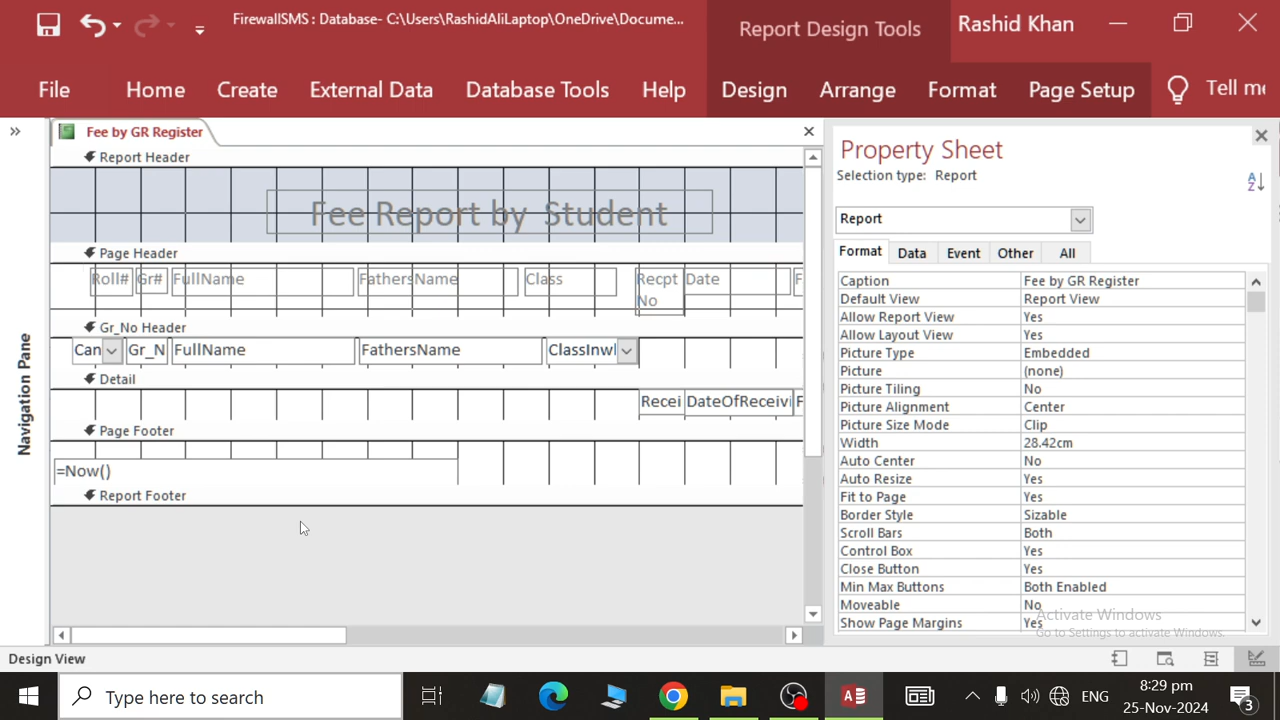 FirewallSMS : Database- C:\Users\RashidAliLaptop\OneDrive\Docume...
Report Design Tools
Rashid Khan
File Home Create External Data Database Tools Help Design Arrange Format Page Setup Tell me
Fee by GR Register
Report Header
Fee Report by Student
Page Header
Roll# Gr# FullName FathersName Class Recpt No Date F
Gr_No Header
Can Gr_N FullName FathersName ClassInwl
Detail
Recei DateOfReceivi F
Page Footer
=Now()
Report Footer
Navigation Pane
Property Sheet
Selection type: Report
Report
Format Data Event Other All
Caption Fee by GR Register
Default View Report View
Allow Report View Yes
Allow Layout View Yes
Picture Type Embedded
Picture (none)
Picture Tiling No
Picture Alignment Center
Picture Size Mode Clip
Width 28.42cm
Auto Center No
Auto Resize Yes
Fit to Page Yes
Border Style Sizable
Scroll Bars Both
Control Box Yes
Close Button Yes
Min Max Buttons Both Enabled
Moveable No
Show Page Margins Yes
Activate Windows
Go to Settings to activate Windows.
Design View
Type here to search
ENG
8:29 pm
25-Nov-2024
3